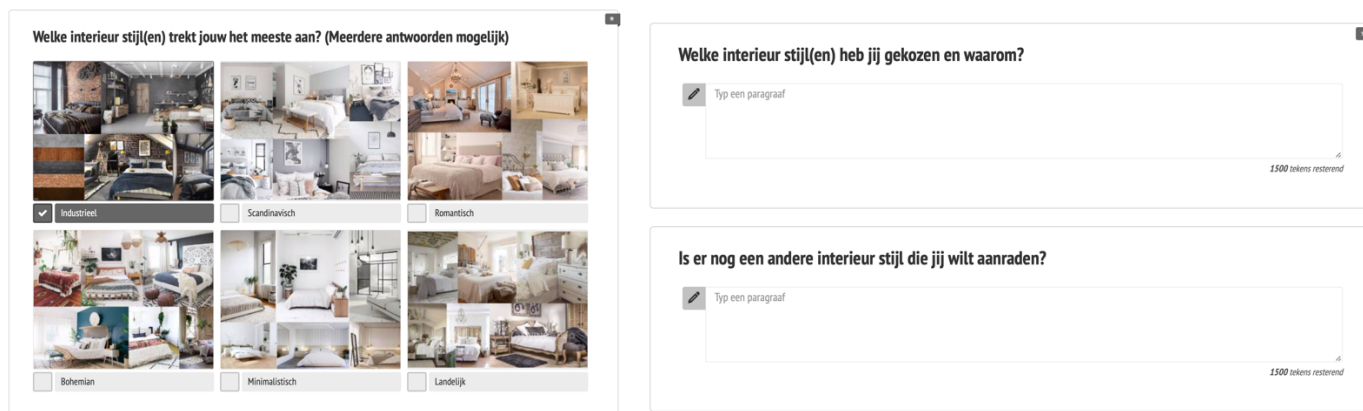 Welke interieur stijl(en) trekt jouw het meeste aan? (Meerdere antwoorden mogelijk)
Industrieel
Scandinavisch
Romantisch
Bohemian
Minimalistisch
Landelijk
Welke interieur stijl(en) heb jij gekozen en waarom?
Typ een paragraaf
1500 tekens resterend
Is er nog een andere interieur stijl die jij wilt aanraden?
Typ een paragraaf
1500 tekens resterend